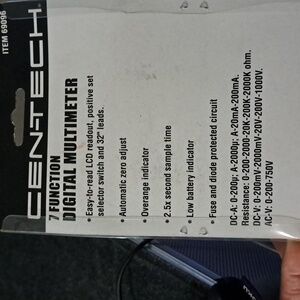 ITEM 69096
CEN-TECH
7 FUNCTION
DIGITAL MULTIMETER
• Easy-to-read LCD readout, positive set
selector switch and 32" leads.
• Automatic zero adjust
• Overange indicator
• 2.5x second sample time
• Low battery indicator
• Fuse and diode protected circuit
DC-A: 0-200µ; A-2000µ; A-20mA-200mA.
Resistance: 0-200-2000-20K-200K-2000K ohm.
DC-V: 0-200mV-2000mV-20V-200V-1000V.
AC-V: 0-200-750V